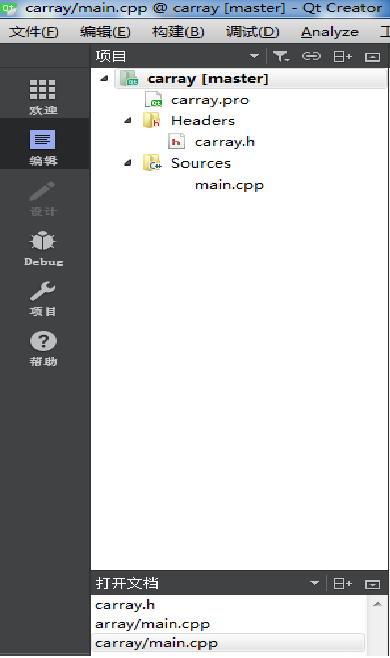 carray/main.cpp @ carray [master] - Qt Creator
文件(F) 编辑(E) 构建(B) 调试(D) Analyze
项目
carray [master]
carray.pro
Headers
carray.h
Sources
main.cpp
欢迎
编辑
设计
Debug
项目
帮助
打开文档
carray.h
array/main.cpp
carray/main.cpp